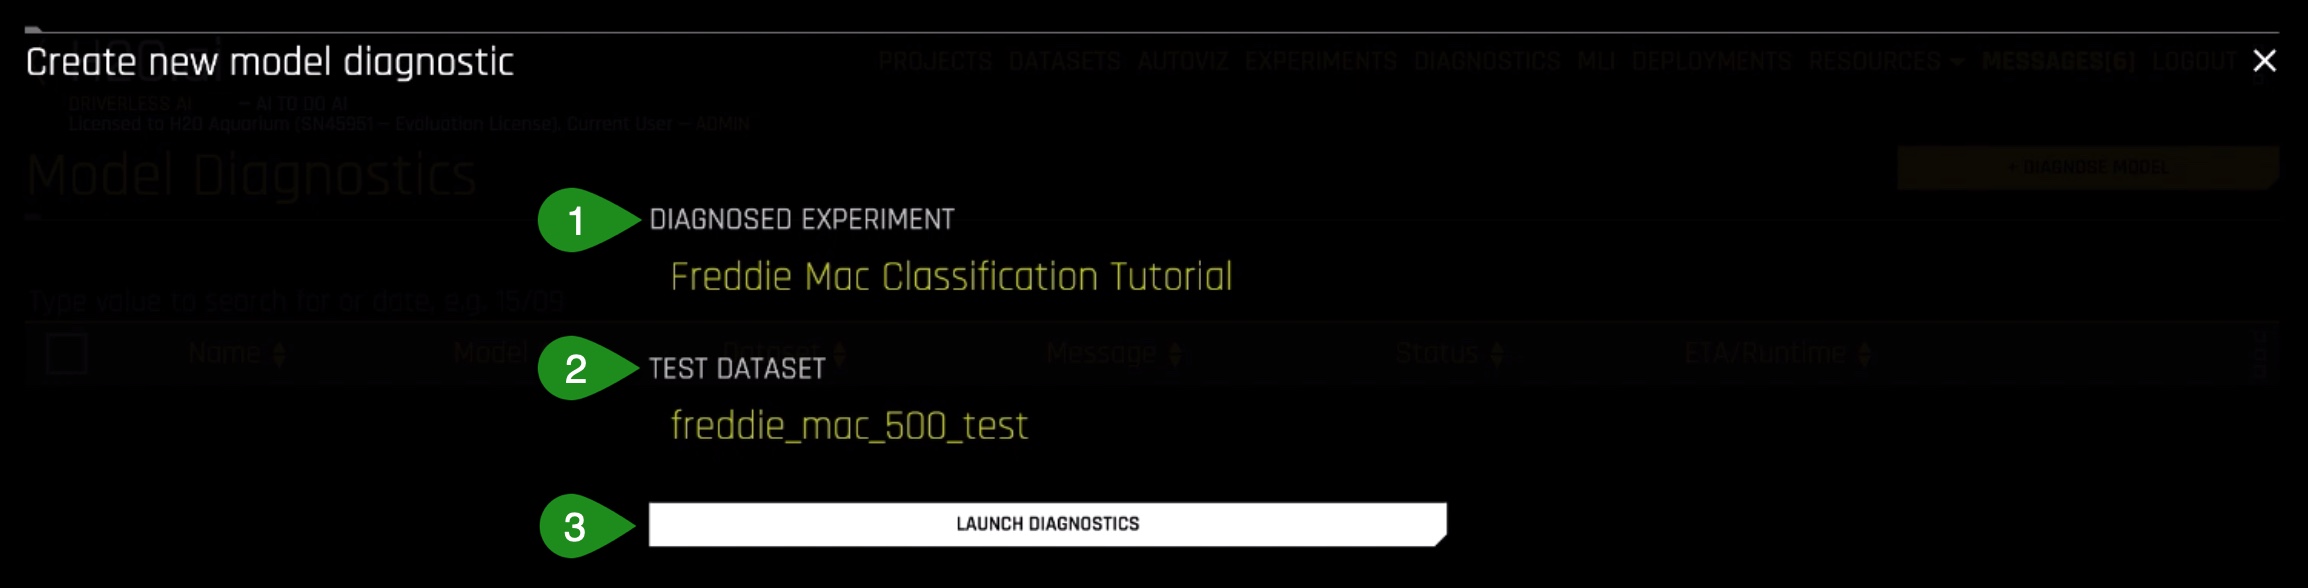 Create new model diagnostic
PROJECTS DATASETS AUTOVIZ EXPERIMENTS DIAGNOSTICS MLI DEPLOYMENTS RESOURCES MESSAGES[6] LOGOUT
DRIVERLESS AI — AI TO DO AI
Licensed to H2O Aquarium (SN45951 — Evaluation License). Current User — ADMIN
Model Diagnostics
+ DIAGNOSE MODEL
1 DIAGNOSED EXPERIMENT
Freddie Mac Classification Tutorial
Type value to search for or date, e.g. 15/09
Name Model Dataset Message Status ETA/Runtime
2 TEST DATASET
freddie_mac_500_test
3 LAUNCH DIAGNOSTICS